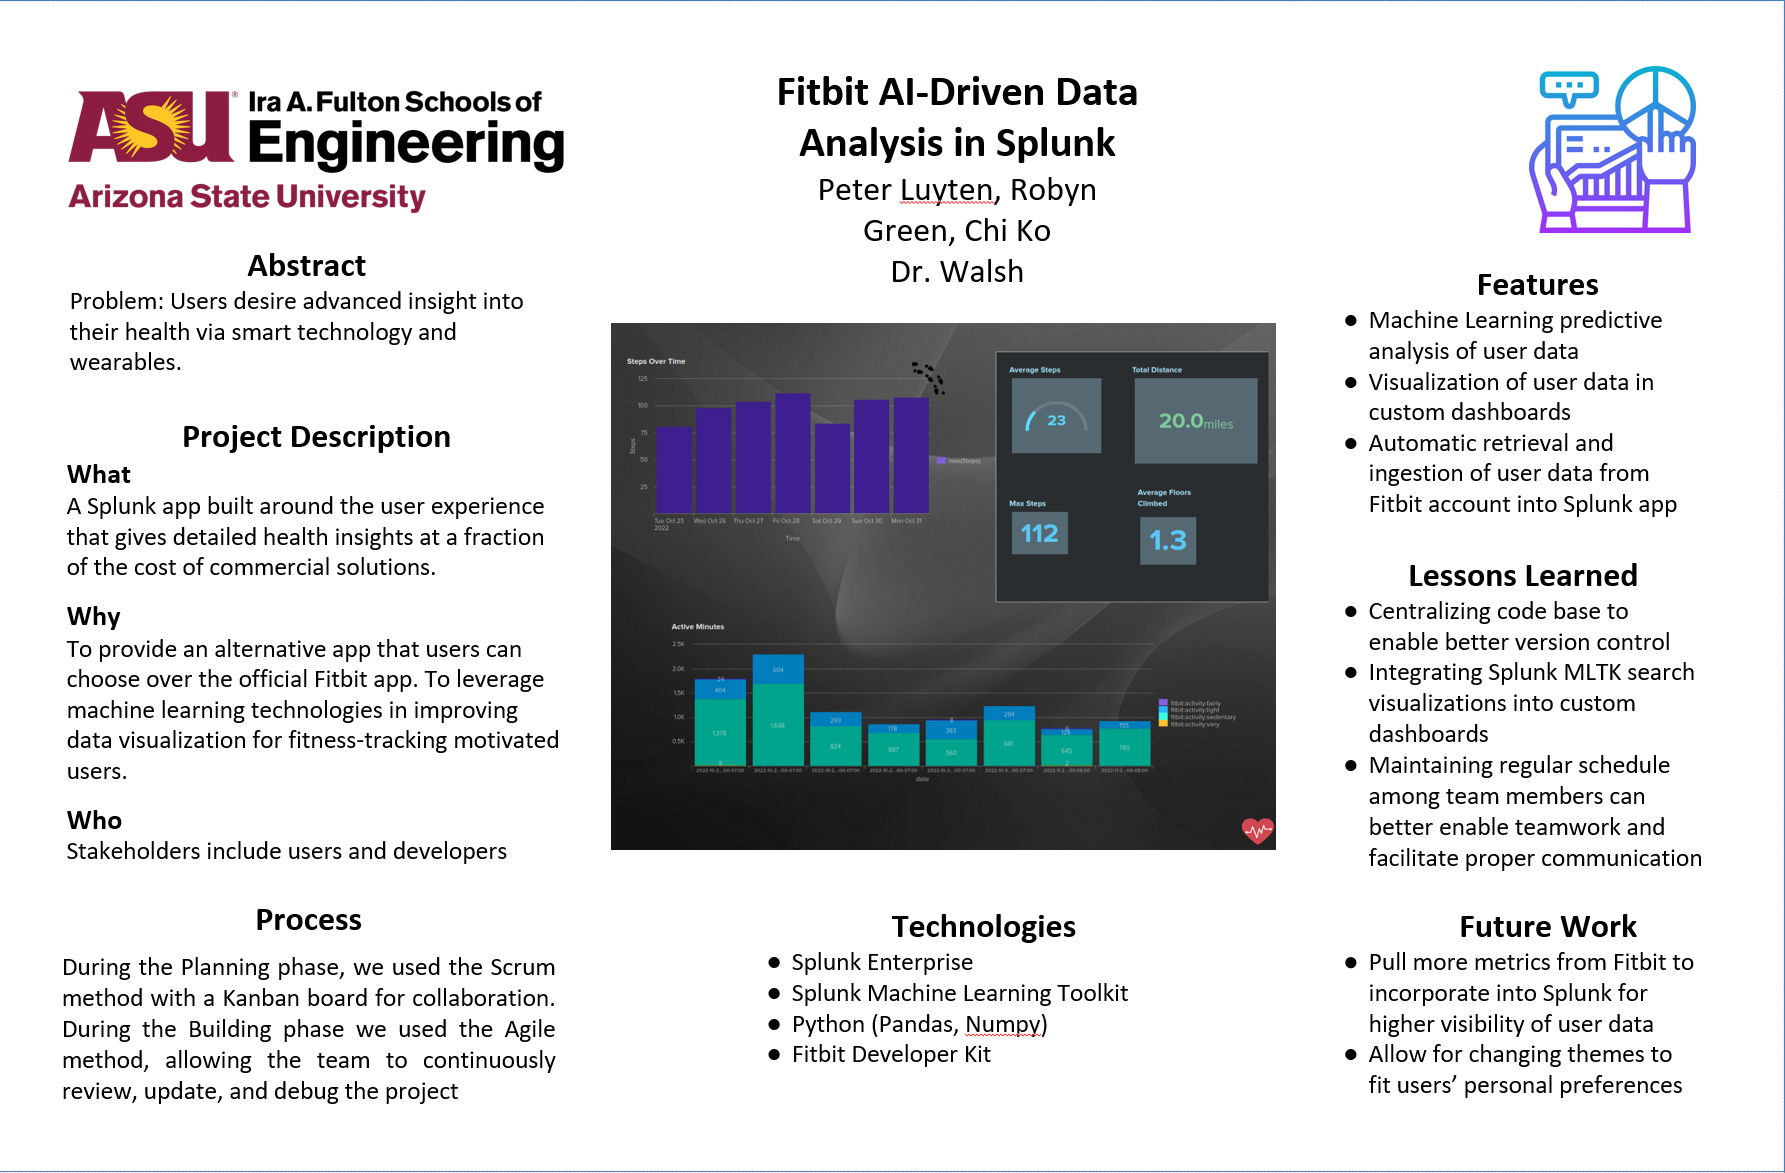 ASU Ira A. Fulton Schools of
Engineering
Arizona State University
Fitbit AI-Driven Data
Analysis in Splunk
Peter Luyten, Robyn
Green, Chi Ko
Dr. Walsh
Abstract
Problem: Users desire advanced insight into
their health via smart technology and
wearables.
Project Description
What
A Splunk app built around the user experience
that gives detailed health insights at a fraction
of the cost of commercial solutions.
Why
To provide an alternative app that users can
choose over the official Fitbit app. To leverage
machine learning technologies in improving
data visualization for fitness-tracking motivated
users.
Who
Stakeholders include users and developers
Process
During the Planning phase, we used the Scrum
method with a Kanban board for collaboration.
During the Building phase we used the Agile
method, allowing the team to continuously
review, update, and debug the project
Steps Over Time
125
100
75
50
25
Steps
Tue Oct 25 Wed Oct 26 Thu Oct 27 Fri Oct 28 Sat Oct 29 Sun Oct 30 Mon Oct 31
2022
Time
max(Steps)
Average Steps
23
Total Distance
20.0miles
Max Steps
112
Average Floors
Climbed
1.3
Active Minutes
2.5K
2.0K
1.5K
1.0K
0.5K
24
404
1,378
604
1,698
293
824
178
687
383
560
294
941
124
645
2
155
780
date
fitbit:activity:fairly
fitbit:activity:light
fitbit:activity:sedentary
fitbit:activity:very
Technologies
● Splunk Enterprise
● Splunk Machine Learning Toolkit
● Python (Pandas, Numpy)
● Fitbit Developer Kit
Features
● Machine Learning predictive
analysis of user data
● Visualization of user data in
custom dashboards
● Automatic retrieval and
ingestion of user data from
Fitbit account into Splunk app
Lessons Learned
● Centralizing code base to
enable better version control
● Integrating Splunk MLTK search
visualizations into custom
dashboards
● Maintaining regular schedule
among team members can
better enable teamwork and
facilitate proper communication
Future Work
● Pull more metrics from Fitbit to
incorporate into Splunk for
higher visibility of user data
● Allow for changing themes to
fit users’ personal preferences